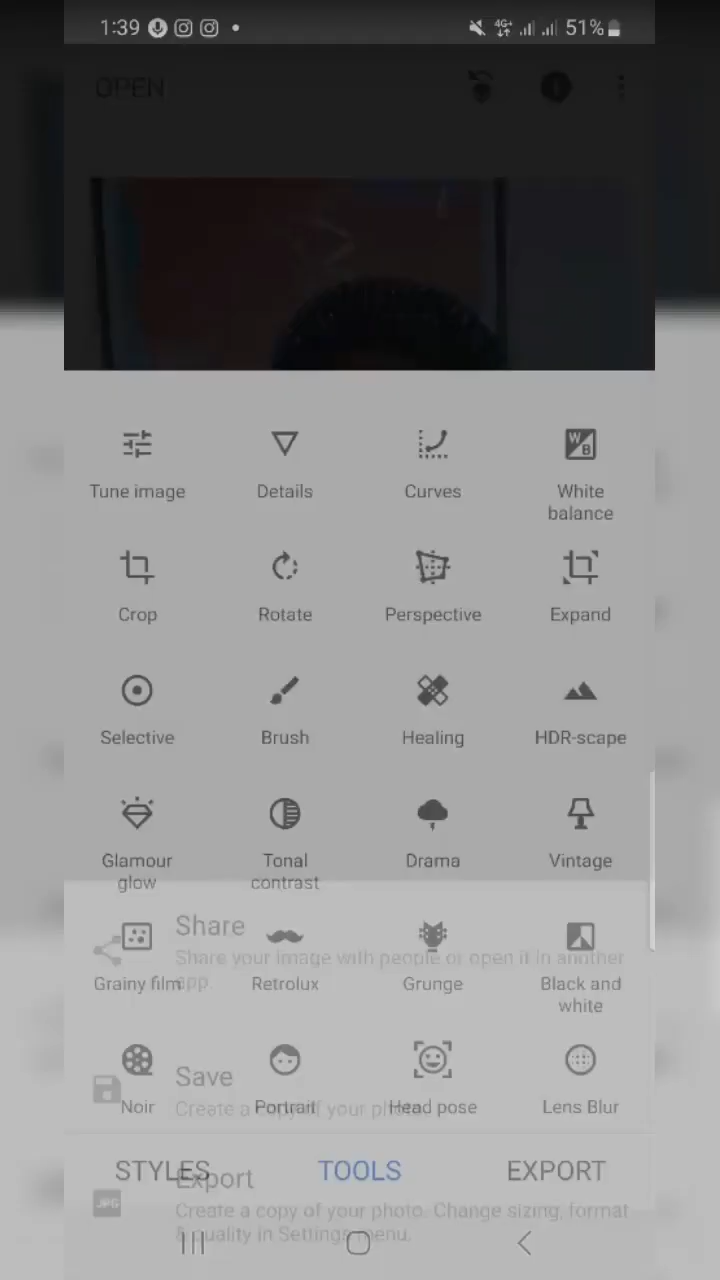 1:39
4G+
51%
OPEN
Tune image
Details
Curves
W
B
White
balance
Crop
Rotate
Perspective
Expand
Selective
Brush
Healing
HDR-scape
Glamour
glow
Tonal
contrast
Drama
Vintage
Share
Share your image with people or open it in another
app.
Grainy film
Retrolux
Grunge
Black and
white
Save
Create a copy of your photo.
Noir
Portrait
Head pose
Lens Blur
STYLES
TOOLS
EXPORT
Export
JPG
Create a copy of your photo. Change sizing, format
& quality in Settings menu.